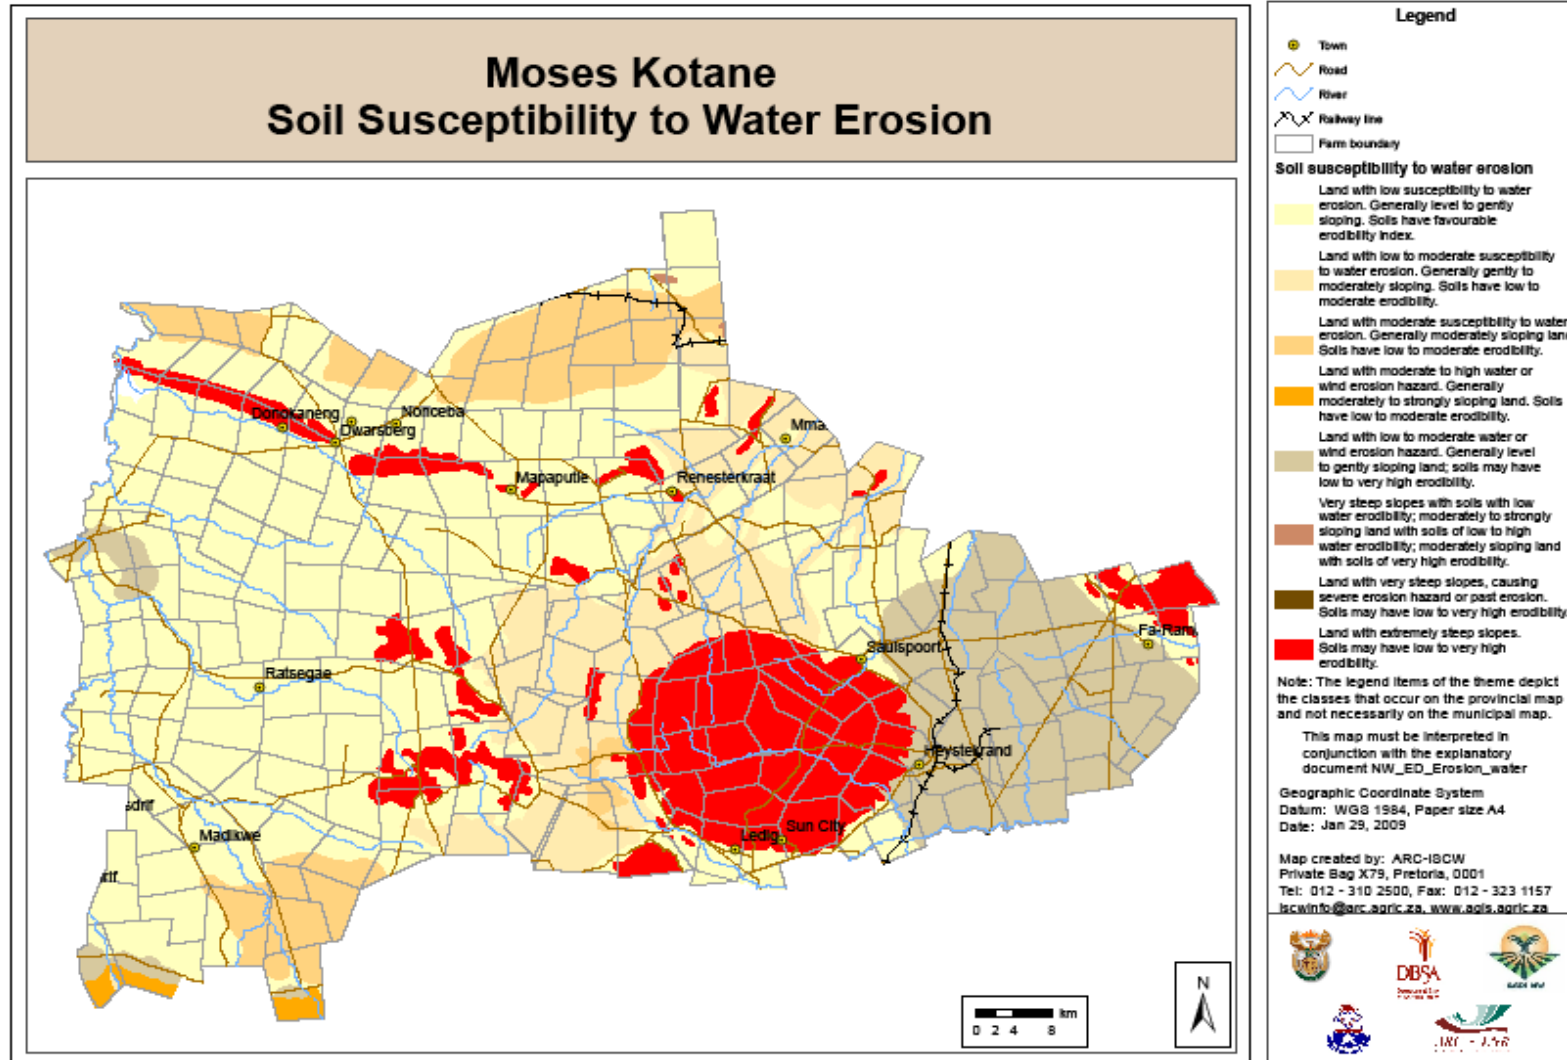 Moses Kotane
Soil Susceptibility to Water Erosion
Donokaneng
Noriceba
Dwarsberg
Mapaputle
Renesterkraat
Mma
Ratsegae
Saulspoort
Fa-Ram
Heystekrand
sdrif
Madikwe
Ledig
Sun City
rif
N
km
0 2 4 8
Legend
Town
Road
River
Railway line
Farm boundary
Soil susceptibility to water erosion
Land with low susceptibility to water
erosion. Generally level to gently
sloping. Soils have favourable
erodibility index.
Land with low to moderate susceptibility
to water erosion. Generally gently to
moderately sloping. Soils have low to
moderate erodibility.
Land with moderate susceptibility to water
erosion. Generally moderately sloping land
Soils have low to moderate erodibility.
Land with moderate to high water or
wind erosion hazard. Generally
moderately to strongly sloping land. Soils
have low to moderate erodibility.
Land with low to moderate water or
wind erosion hazard. Generally level
to gently sloping land; soils may have
low to very high erodibility.
Very steep slopes with soils with low
water erodibility; moderately to strongly
sloping land with soils of low to high
water erodibility; moderately sloping land
with soils of very high erodibility.
Land with very steep slopes, causing
severe erosion hazard or past erosion.
Soils may have low to very high erodibility
Land with extremely steep slopes.
Soils may have low to very high
erodibility.
Note: The legend items of the theme depict
the classes that occur on the provincial map
and not necessarily on the municipal map.
This map must be interpreted in
conjunction with the explanatory
document NW_ED_Erosion_water
Geographic Coordinate System
Datum: WGS 1984, Paper size A4
Date: Jan 29, 2009
Map created by: ARC-ISCW
Private Bag X79, Pretoria, 0001
Tel: 012 - 310 2500, Fax: 012 - 323 1157
iscwinfo@arc.agric.za, www.agis.agric.za
DBSA
ARC - LNR